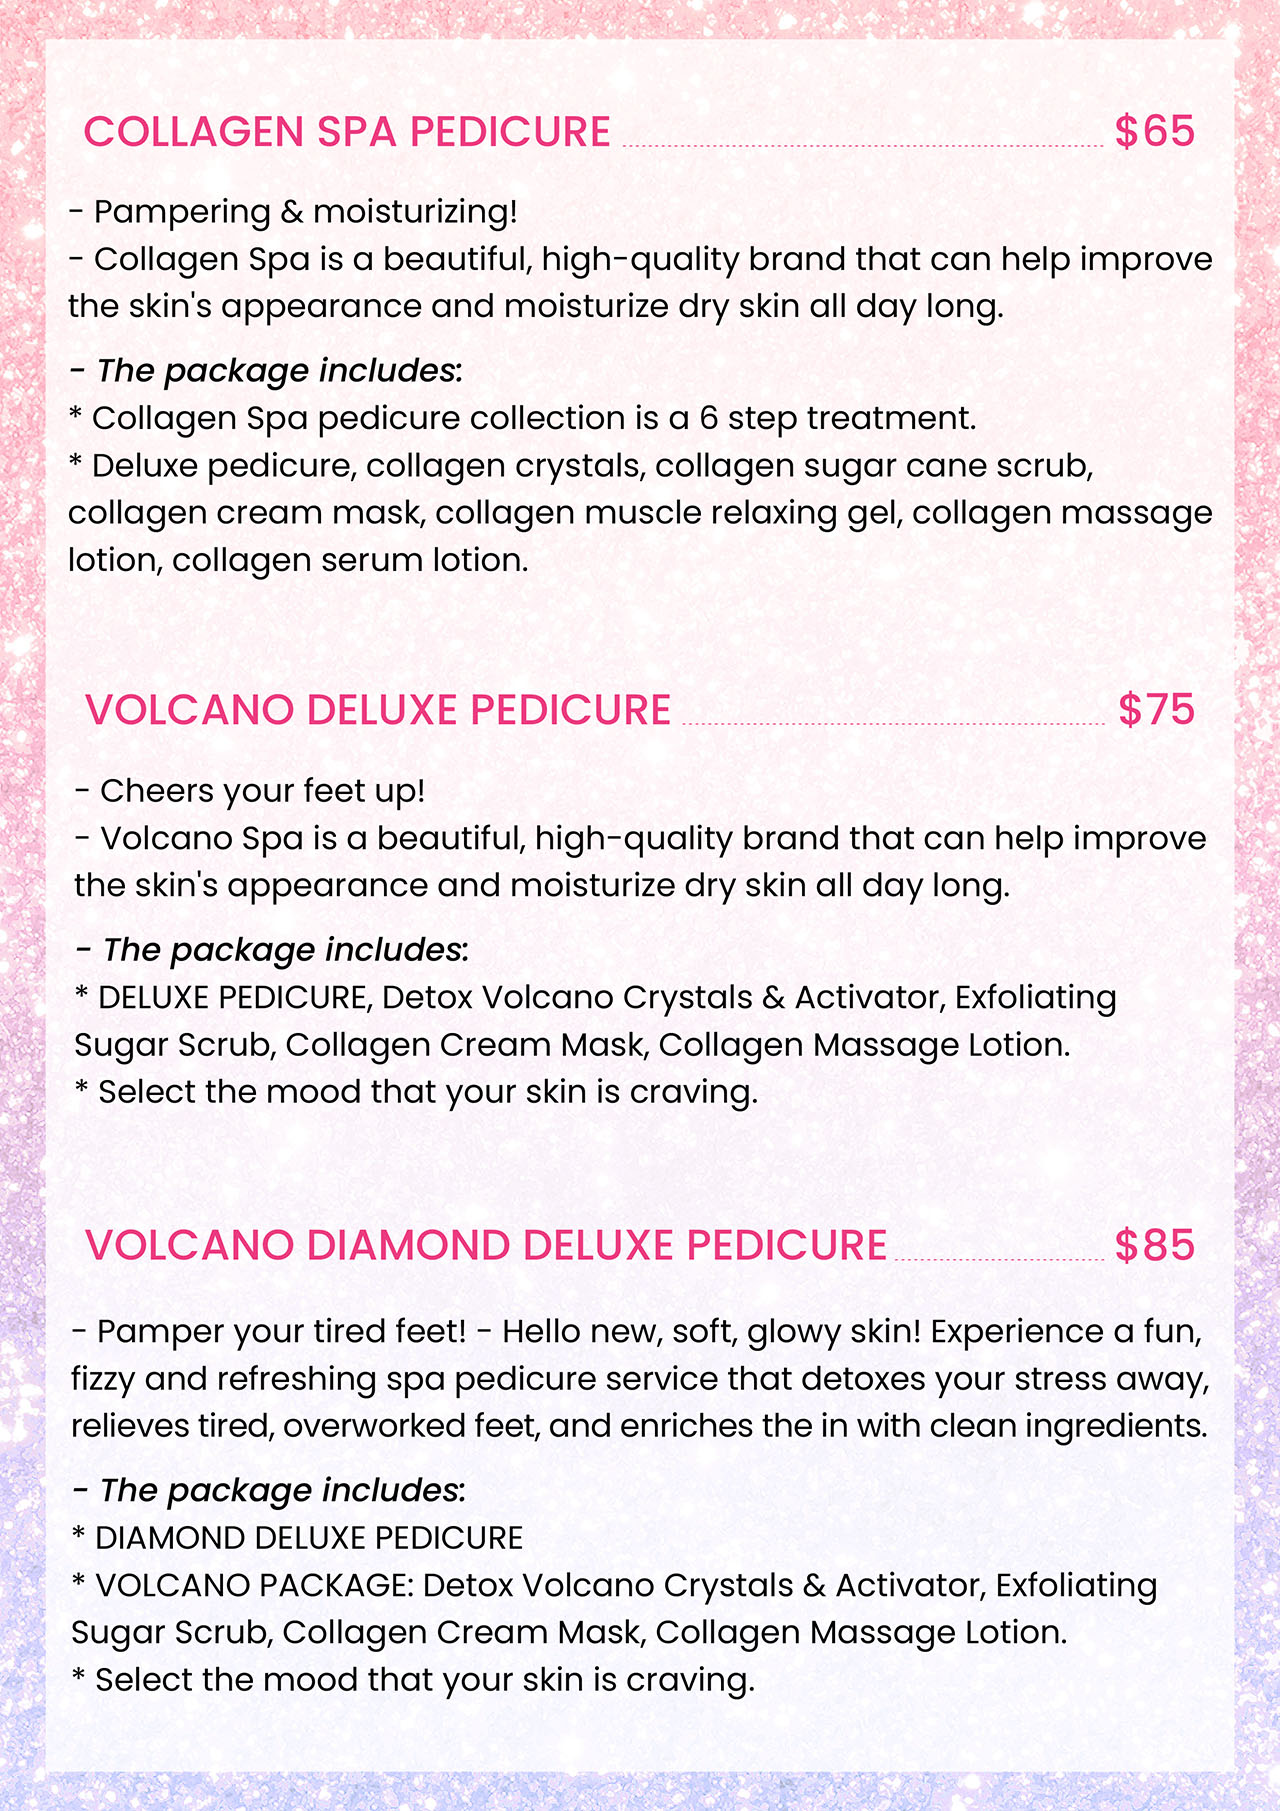 COLLAGEN SPA PEDICURE $65
- Pampering & moisturizing!
- Collagen Spa is a beautiful, high-quality brand that can help improve
the skin's appearance and moisturize dry skin all day long.
- The package includes:
* Collagen Spa pedicure collection is a 6 step treatment.
* Deluxe pedicure, collagen crystals, collagen sugar cane scrub,
collagen cream mask, collagen muscle relaxing gel, collagen massage
lotion, collagen serum lotion.
VOLCANO DELUXE PEDICURE $75
- Cheers your feet up!
- Volcano Spa is a beautiful, high-quality brand that can help improve
the skin's appearance and moisturize dry skin all day long.
- The package includes:
* DELUXE PEDICURE, Detox Volcano Crystals & Activator, Exfoliating
Sugar Scrub, Collagen Cream Mask, Collagen Massage Lotion.
* Select the mood that your skin is craving.
VOLCANO DIAMOND DELUXE PEDICURE $85
- Pamper your tired feet! - Hello new, soft, glowy skin! Experience a fun,
fizzy and refreshing spa pedicure service that detoxes your stress away,
relieves tired, overworked feet, and enriches the in with clean ingredients.
- The package includes:
* DIAMOND DELUXE PEDICURE
* VOLCANO PACKAGE: Detox Volcano Crystals & Activator, Exfoliating
Sugar Scrub, Collagen Cream Mask, Collagen Massage Lotion.
* Select the mood that your skin is craving.